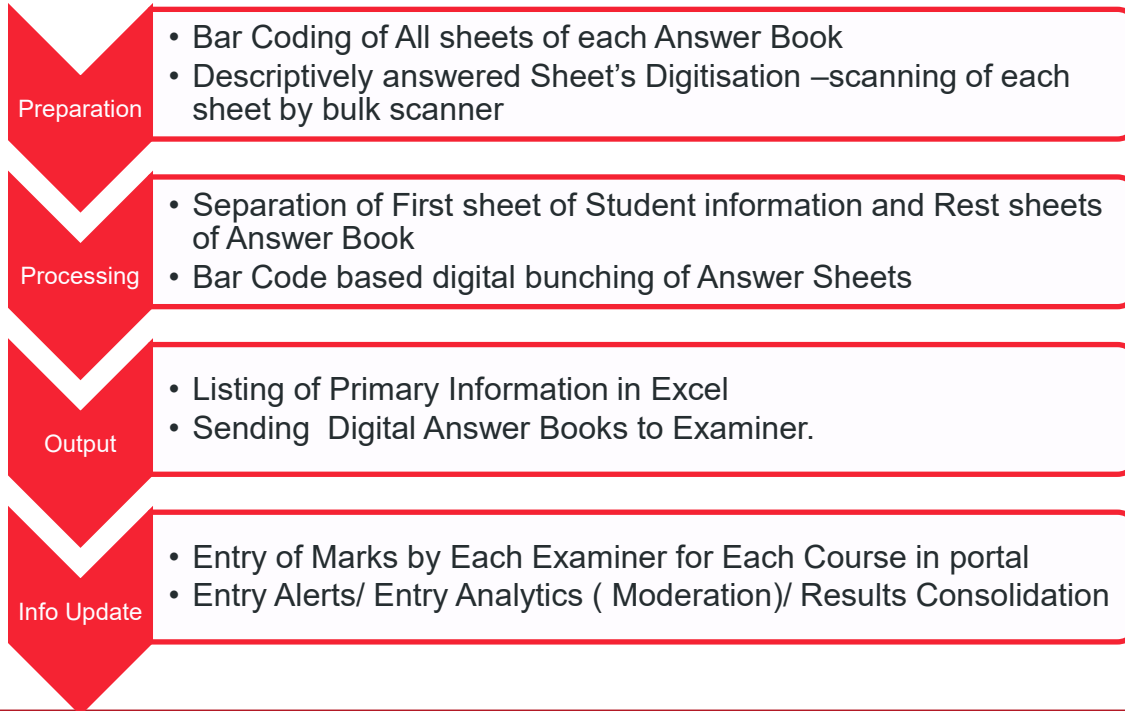 Preparation
• Bar Coding of All sheets of each Answer Book
• Descriptively answered Sheet’s Digitisation –scanning of each
sheet by bulk scanner
Processing
• Separation of First sheet of Student information and Rest sheets
of Answer Book
• Bar Code based digital bunching of Answer Sheets
Output
• Listing of Primary Information in Excel
• Sending  Digital Answer Books to Examiner.
Info Update
• Entry of Marks by Each Examiner for Each Course in portal
• Entry Alerts/ Entry Analytics ( Moderation)/ Results Consolidation